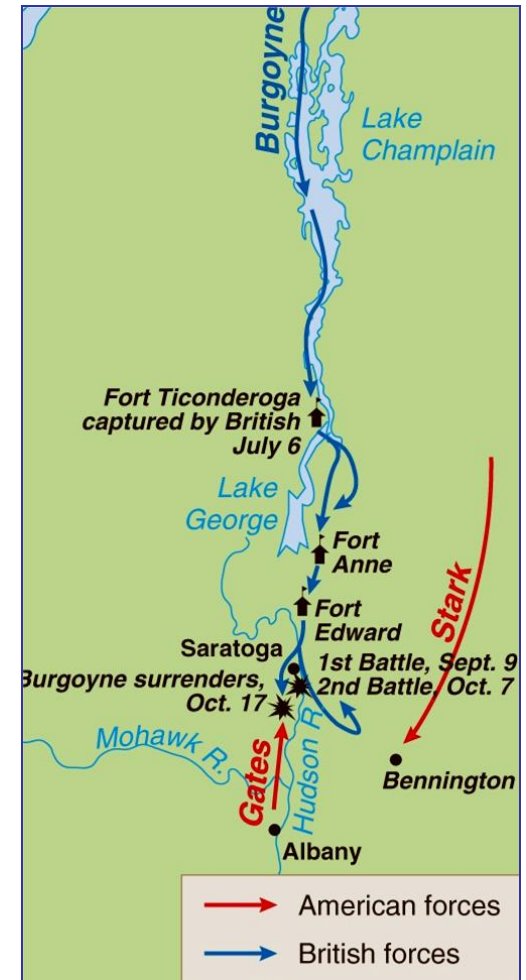 Burgoyne
Lake
Champlain
Fort Ticonderoga
captured by British
July 6
Lake
George
Fort
Anne
Fort
Edward
Stark
Saratoga
1st Battle, Sept. 9
2nd Battle, Oct. 7
Burgoyne surrenders,
Oct. 17
Mohawk R.
Gates
Hudson R.
Bennington
Albany
American forces
British forces